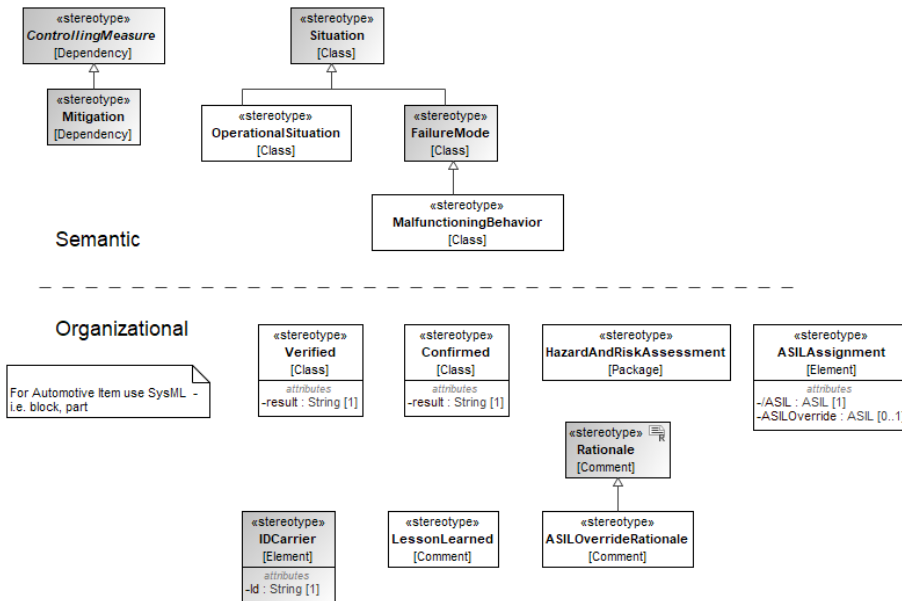 «stereotype»
ControllingMeasure
[Dependency]
«stereotype»
Situation
[Class]
«stereotype»
Mitigation
[Dependency]
«stereotype»
OperationalSituation
[Class]
«stereotype»
FailureMode
[Class]
«stereotype»
MalfunctioningBehavior
[Class]
Semantic
Organizational
For Automotive Item use SysML -
i.e. block, part
«stereotype»
Verified
[Class]
attributes
-result : String [1]
«stereotype»
Confirmed
[Class]
attributes
-result : String [1]
«stereotype»
HazardAndRiskAssessment
[Package]
«stereotype»
ASILAssignment
[Element]
attributes
-/ASIL : ASIL [1]
-ASILOverride : ASIL [0..1]
«stereotype»
R
Rationale
[Comment]
«stereotype»
IDCarrier
[Element]
attributes
-Id : String [1]
«stereotype»
LessonLearned
[Comment]
«stereotype»
ASILOverrideRationale
[Comment]